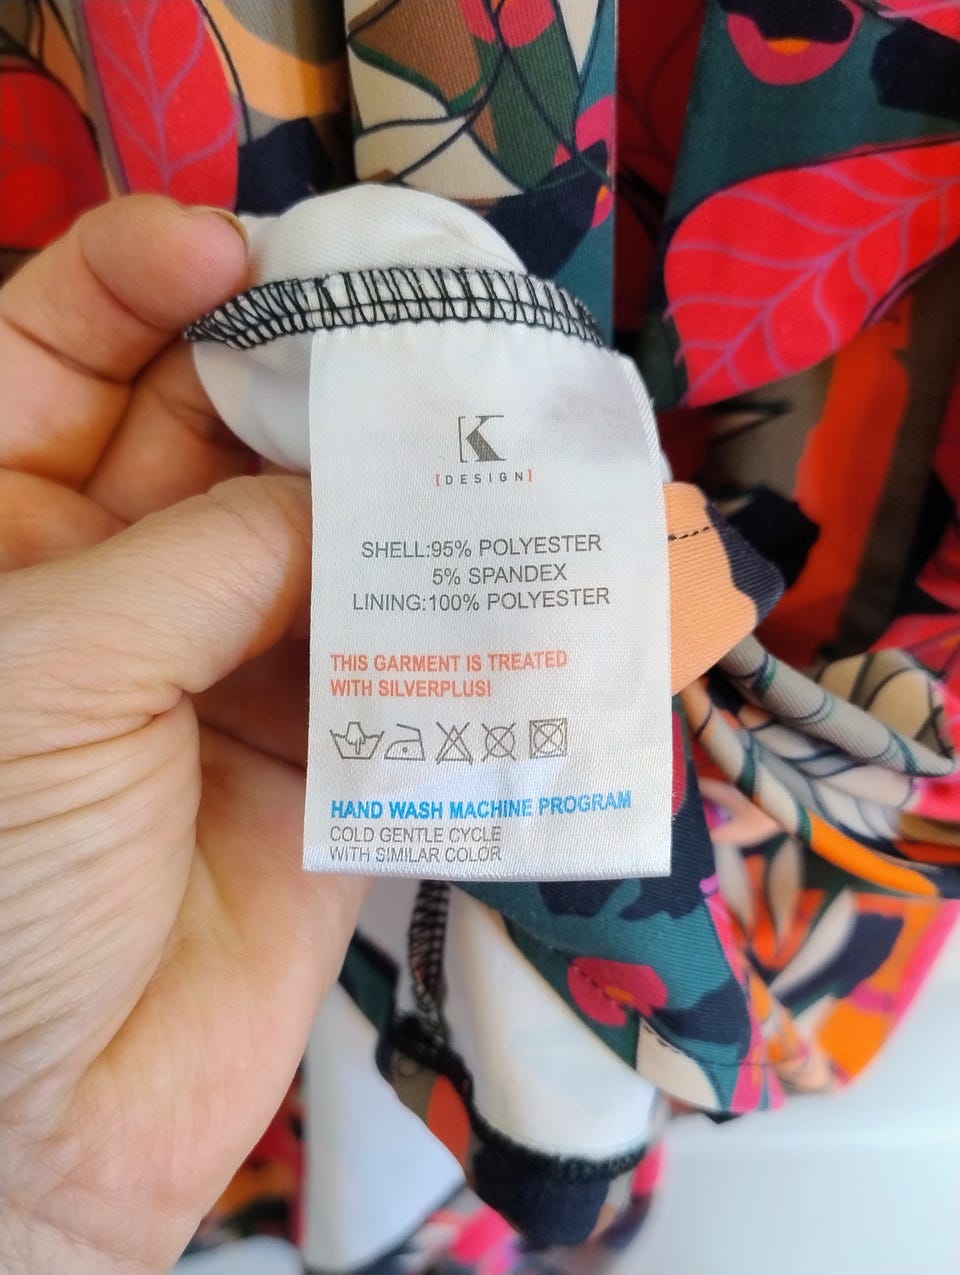 K
[DESIGN]
SHELL:95% POLYESTER
5% SPANDEX
LINING:100% POLYESTER
THIS GARMENT IS TREATED
WITH SILVERPLUS!
HAND WASH MACHINE PROGRAM
COLD GENTLE CYCLE
WITH SIMILAR COLOR